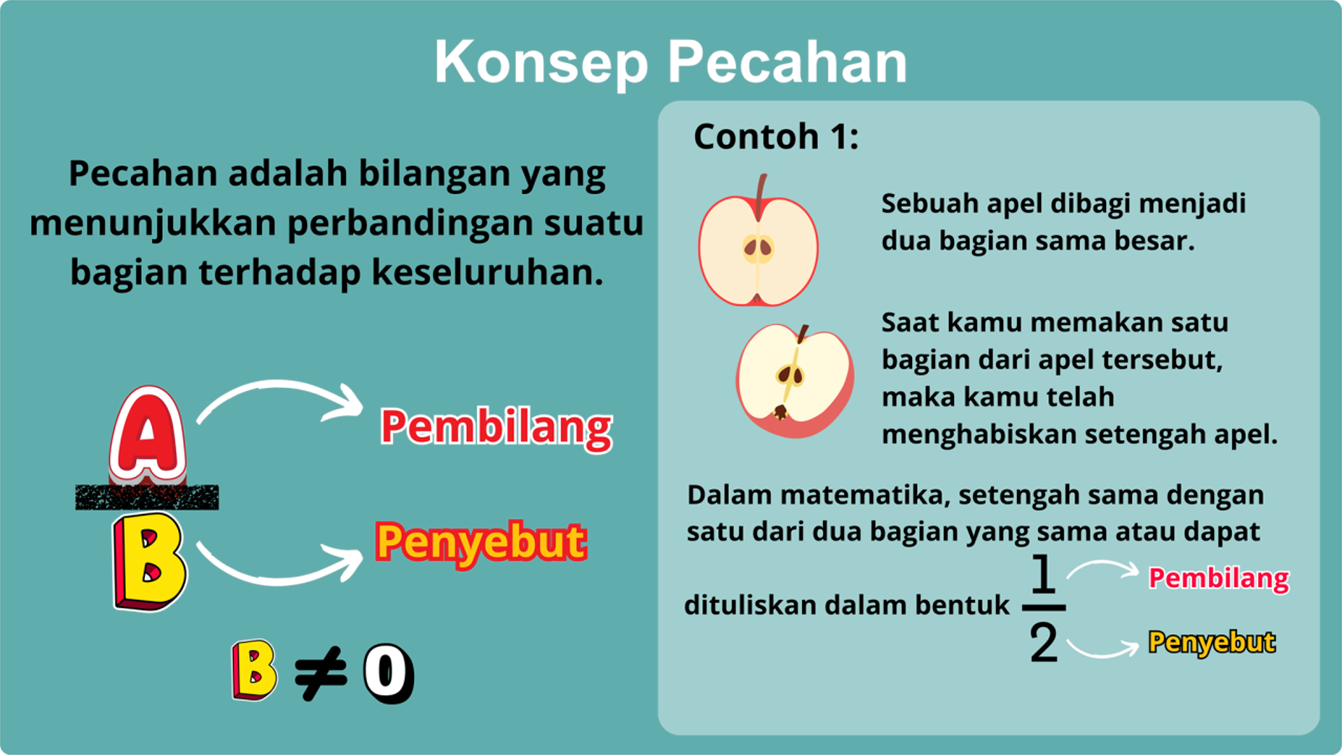 Konsep Pecahan
Pecahan adalah bilangan yang
menunjukkan perbandingan suatu
bagian terhadap keseluruhan.
A
Pembilang
B
Penyebut
B ≠ 0
Contoh 1:
Sebuah apel dibagi menjadi
dua bagian sama besar.
Saat kamu memakan satu
bagian dari apel tersebut,
maka kamu telah
menghabiskan setengah apel.
Dalam matematika, setengah sama dengan
satu dari dua bagian yang sama atau dapat
dituliskan dalam bentuk
1
Pembilang
2
Penyebut